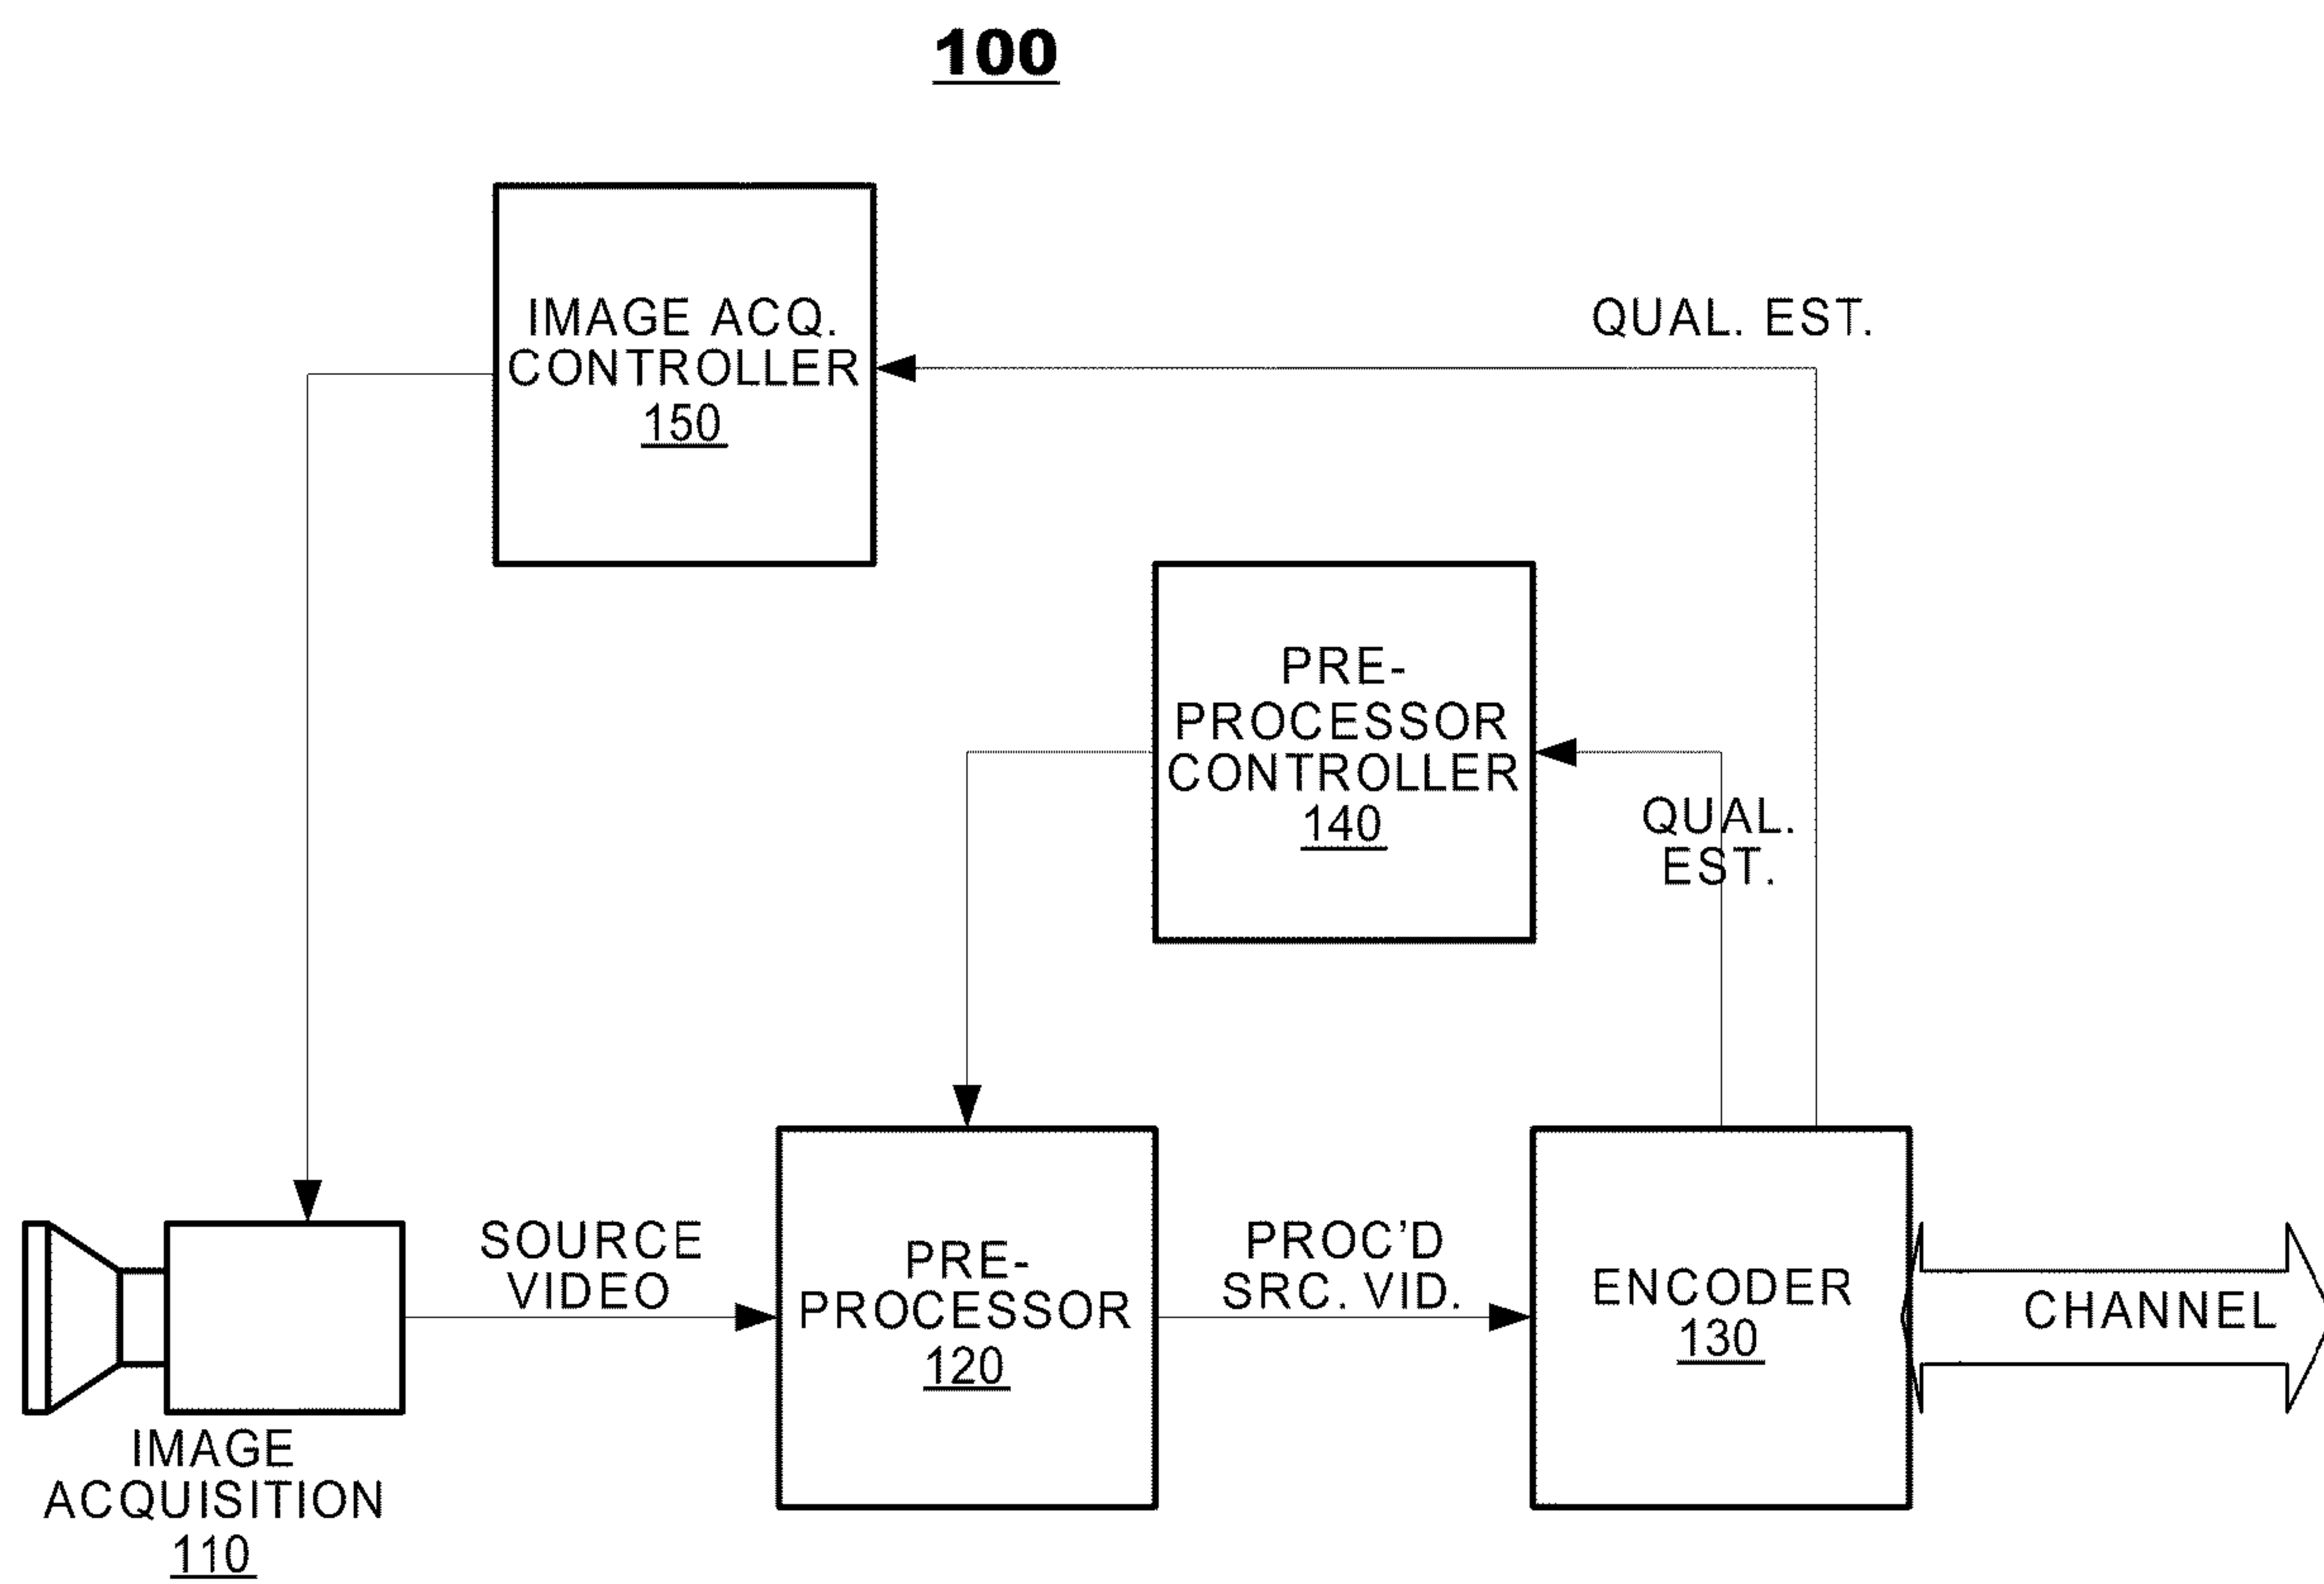 100
IMAGE ACQ.
CONTROLLER
150
QUAL. EST.
PRE-
PROCESSOR
CONTROLLER
140
QUAL.
EST.
SOURCE
VIDEO
PRE-
PROCESSOR
120
PROC'D
SRC. VID.
ENCODER
130
CHANNEL
IMAGE
ACQUISITION
110